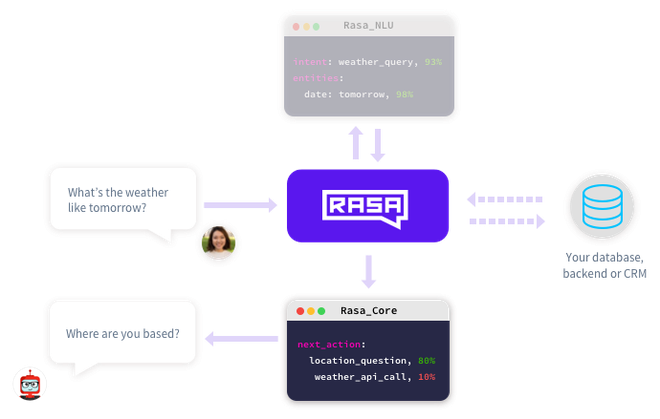 Rasa_NLU
intent: weather_query, 93%
entities:
date: tomorrow, 98%
What's the weather
like tomorrow?
RASA
Your database,
backend or CRM
Rasa_Core
Where are you based?
next_action:
location_question, 80%
weather_api_call, 10%